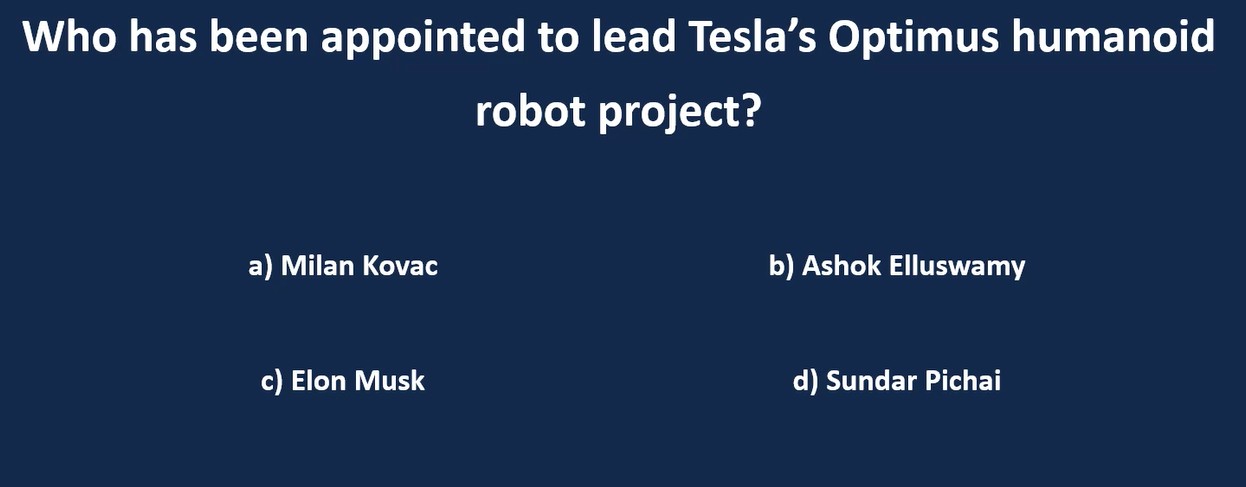 Who has been appointed to lead Tesla’s Optimus humanoid
robot project?
a) Milan Kovac
b) Ashok Elluswamy
c) Elon Musk
d) Sundar Pichai